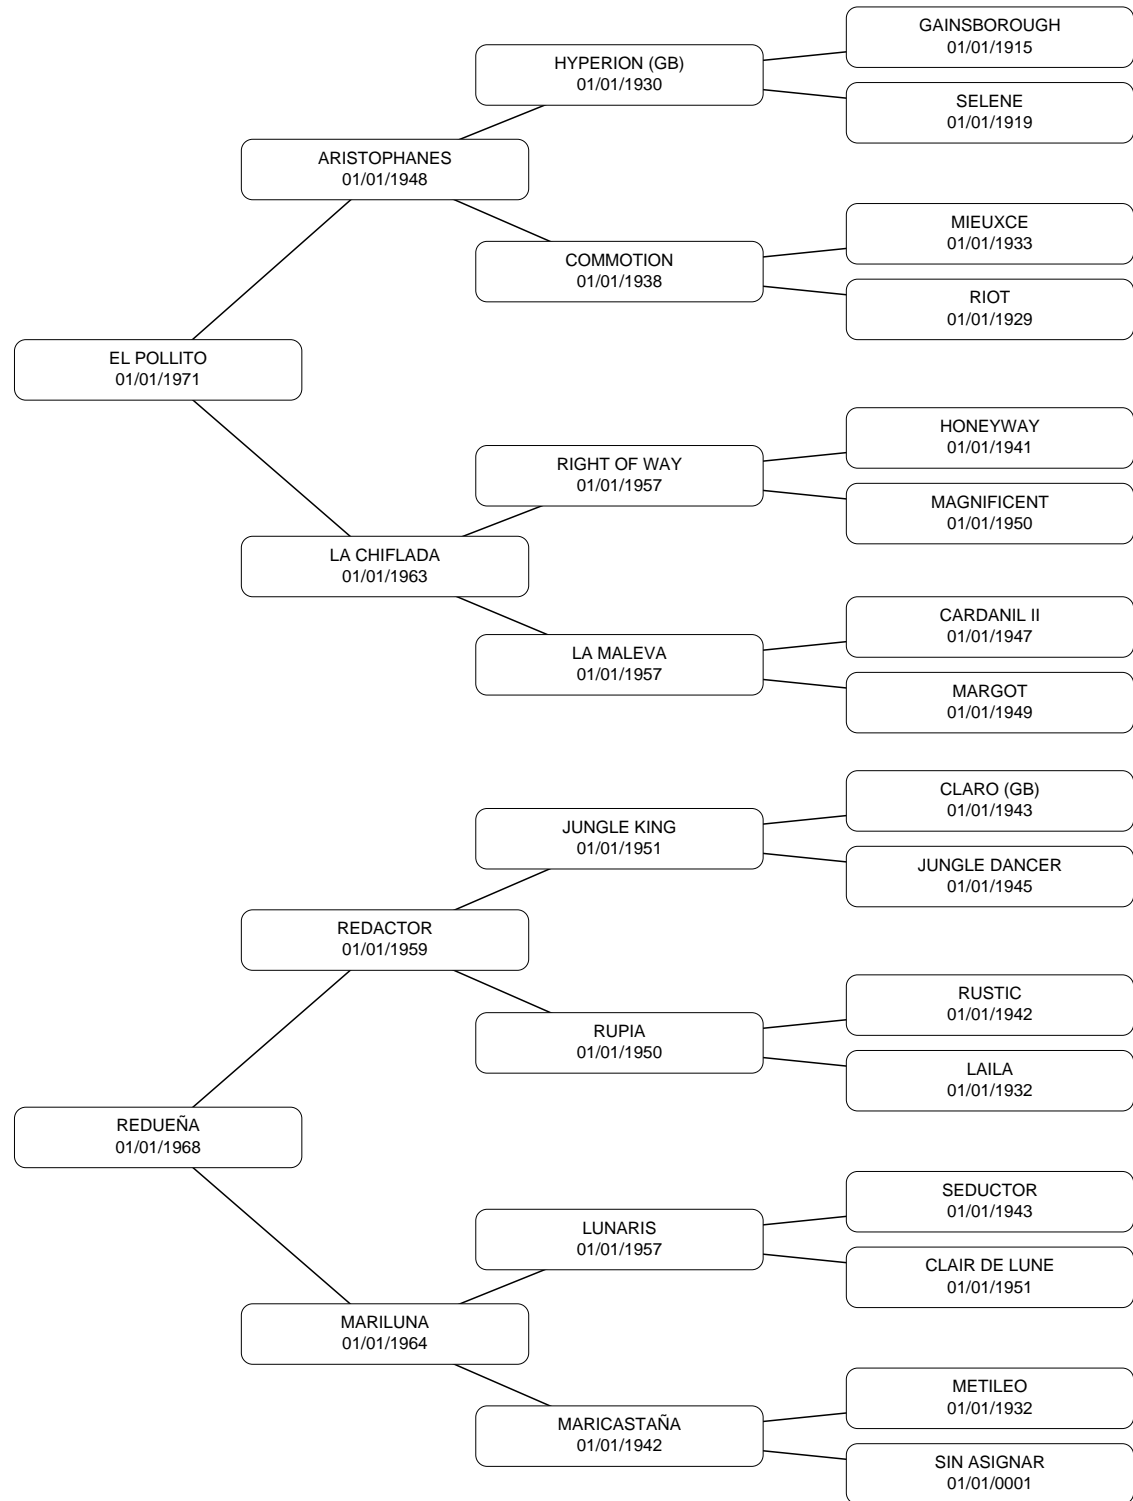 GAINSBOROUGH
01/01/1915
HYPERION (GB)
01/01/1930
SELENE
01/01/1919
ARISTOPHANES
01/01/1948
MIEUXCE
01/01/1933
COMMOTION
01/01/1938
RIOT
01/01/1929
EL POLLITO
01/01/1971
HONEYWAY
01/01/1941
RIGHT OF WAY
01/01/1957
MAGNIFICENT
01/01/1950
LA CHIFLADA
01/01/1963
CARDANIL II
01/01/1947
LA MALEVA
01/01/1957
MARGOT
01/01/1949
CLARO (GB)
01/01/1943
JUNGLE KING
01/01/1951
JUNGLE DANCER
01/01/1945
REDACTOR
01/01/1959
RUSTIC
01/01/1942
RUPIA
01/01/1950
LAILA
01/01/1932
REDUEÑA
01/01/1968
SEDUCTOR
01/01/1943
LUNARIS
01/01/1957
CLAIR DE LUNE
01/01/1951
MARILUNA
01/01/1964
METILEO
01/01/1932
MARICASTAÑA
01/01/1942
SIN ASIGNAR
01/01/0001